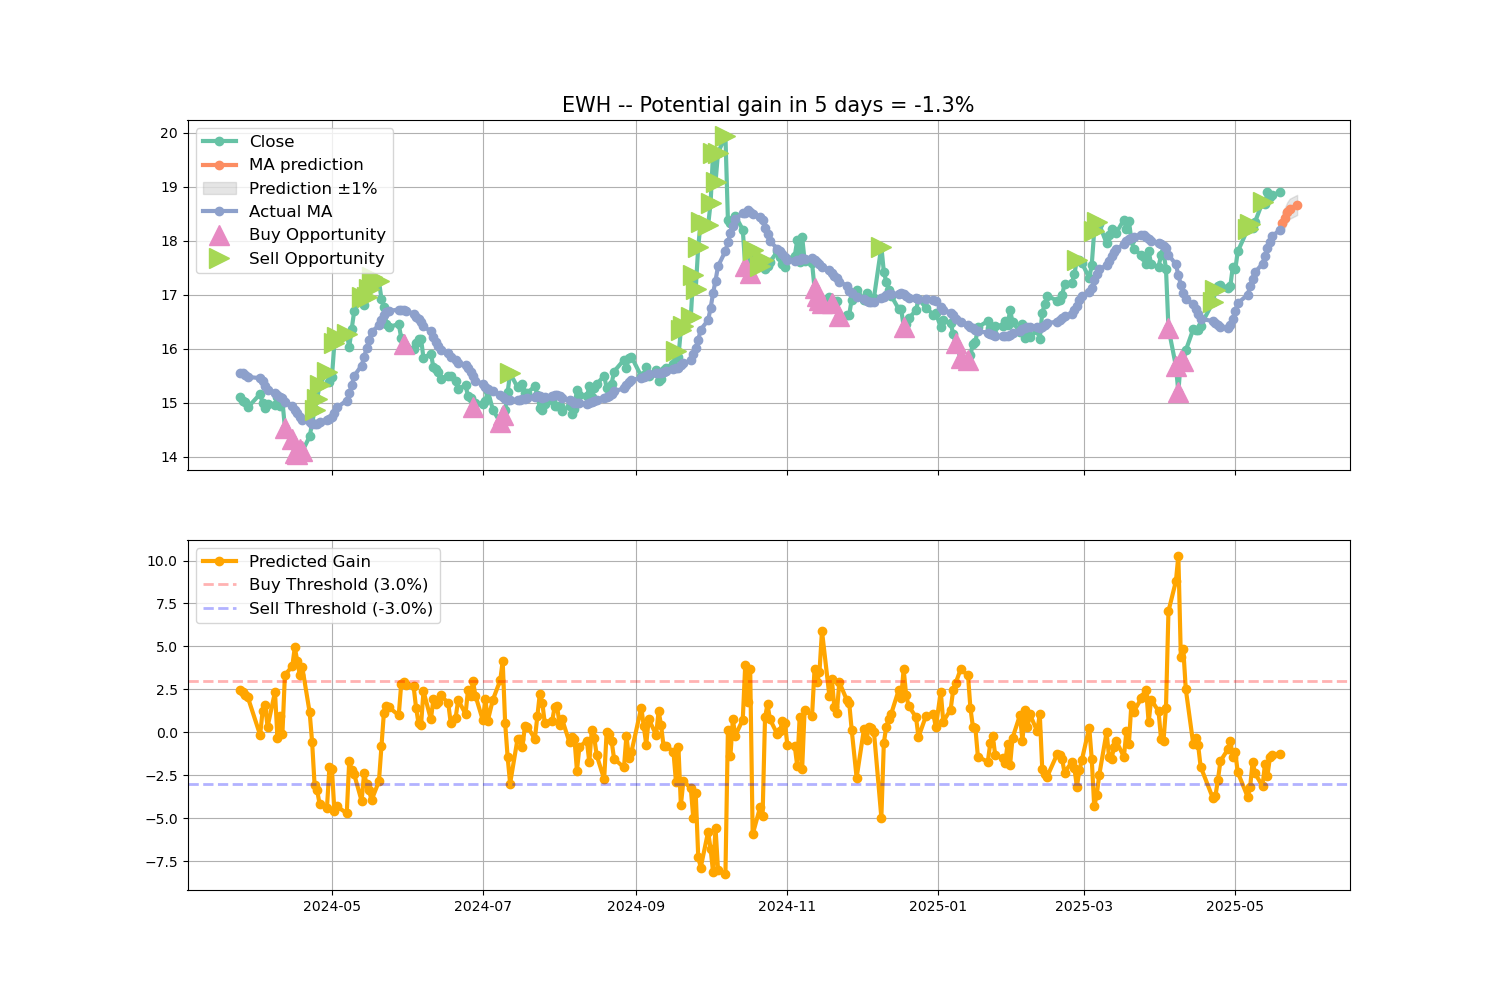 EWH -- Potential gain in 5 days = -1.3%
20
19
18
17
16
15
14
Close
MA prediction
Prediction ±1%
Actual MA
Buy Opportunity
Sell Opportunity
10.0
7.5
5.0
2.5
0.0
−2.5
−5.0
−7.5
Predicted Gain
Buy Threshold (3.0%)
Sell Threshold (-3.0%)
2024-05 2024-07 2024-09 2024-11 2025-01 2025-03 2025-05